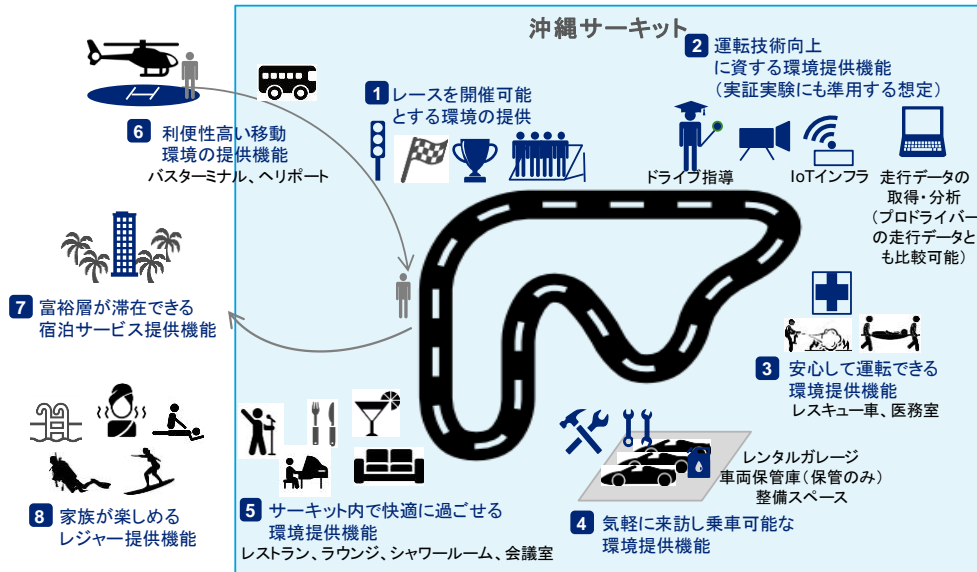 沖縄サーキット
1 レースを開催可能
とする環境の提供
2 運転技術向上
に資する環境提供機能
（実証実験にも準用する想定）
ドライブ指導
IoTインフラ
走行データの
取得・分析
（プロドライバー
の走行データと
も比較可能）
3 安心して運転できる
環境提供機能
レスキュー車、医務室
レンタルガレージ
車両保管庫（保管のみ）
整備スペース
4 気軽に来訪し乗車可能な
環境提供機能
5 サーキット内で快適に過ごせる
環境提供機能
レストラン、ラウンジ、シャワールーム、会議室
H
6 利便性高い移動
環境の提供機能
バスターミナル、ヘリポート
7 富裕層が滞在できる
宿泊サービス提供機能
8 家族が楽しめる
レジャー提供機能